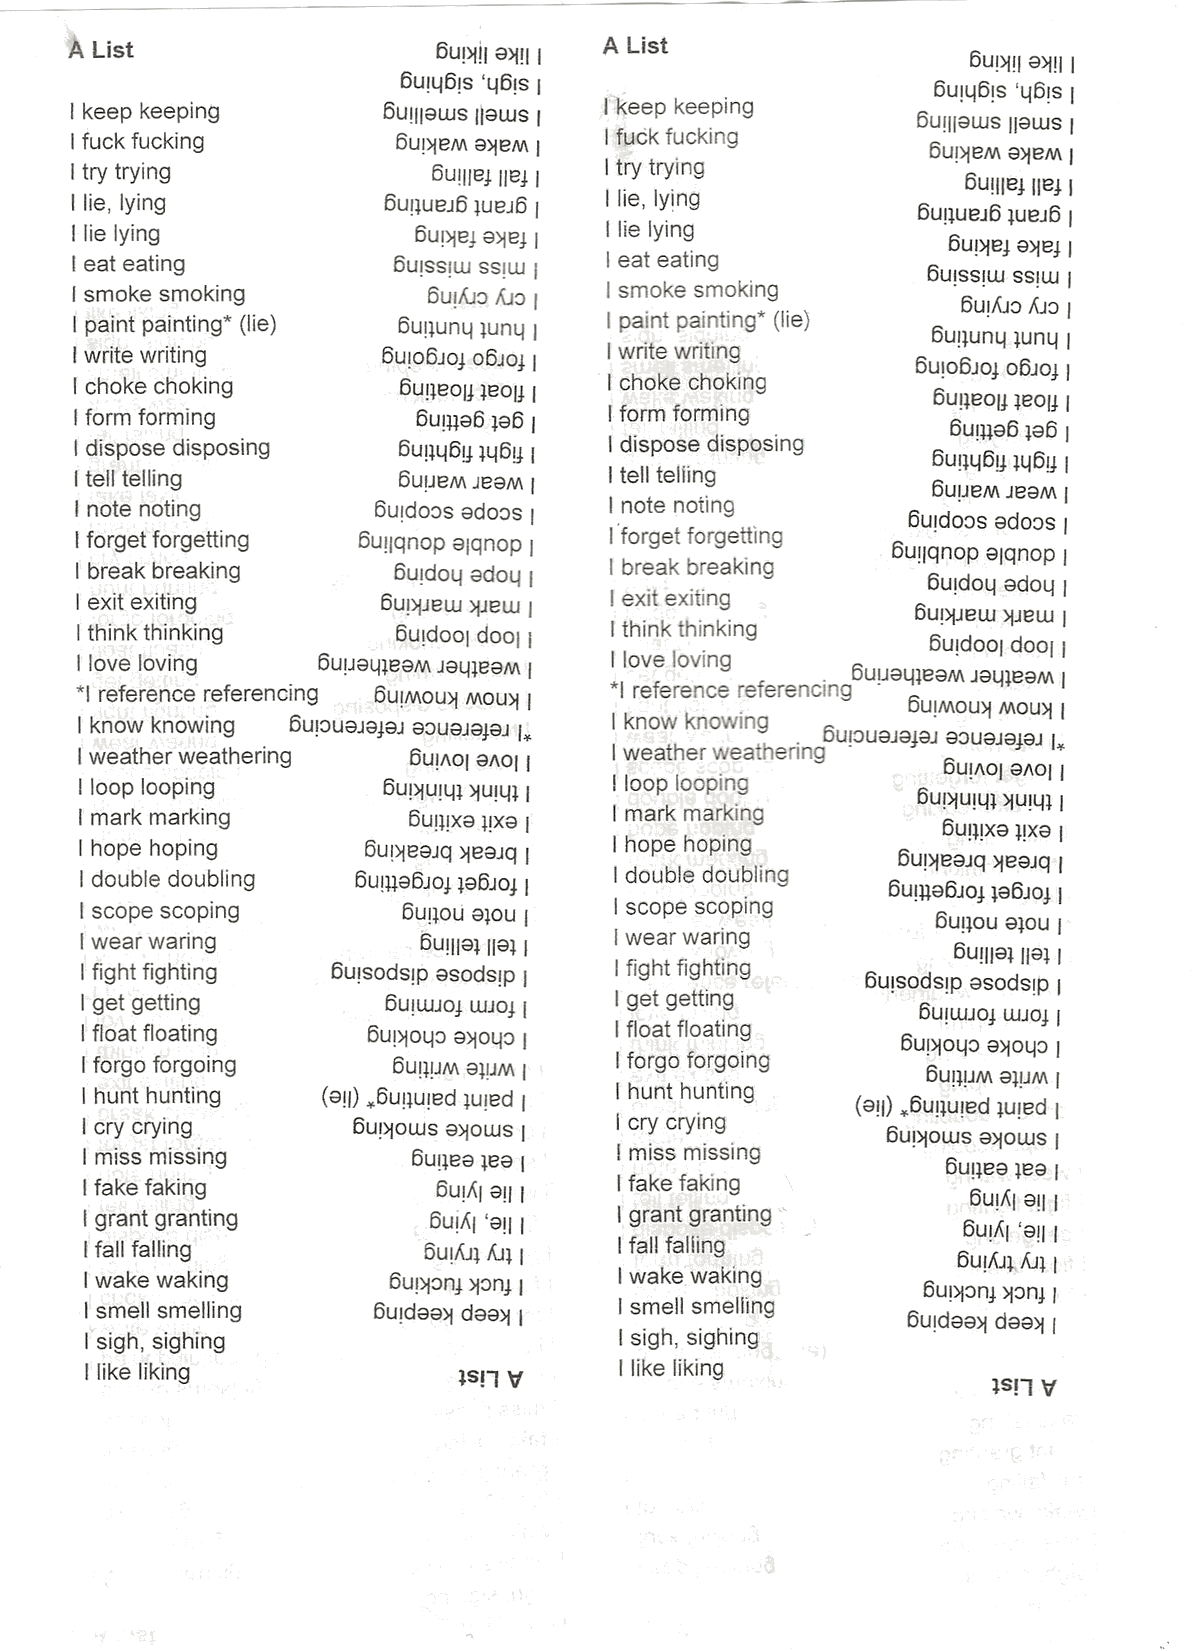 A List
I keep keeping
I fuck fucking
I try trying
I lie, lying
I lie lying
I eat eating
I smoke smoking
I paint painting* (lie)
I write writing
I choke choking
I form forming
I dispose disposing
I tell telling
I note noting
I forget forgetting
I break breaking
I exit exiting
I think thinking
I love loving
*I reference referencing
I know knowing
I weather weathering
I loop looping
I mark marking
I hope hoping
I double doubling
I scope scoping
I wear waring
I fight fighting
I get getting
I float floating
I forgo forgoing
I hunt hunting
I cry crying
I miss missing
I fake faking
I grant granting
I fall falling
I wake waking
I smell smelling
I sigh, sighing
I like liking
A List
I keep keeping
I fuck fucking
I try trying
I lie, lying
I lie lying
I eat eating
I smoke smoking
I paint painting* (lie)
I write writing
I choke choking
I form forming
I dispose disposing
I tell telling
I note noting
I forget forgetting
I break breaking
I exit exiting
I think thinking
I love loving
*I reference referencing
I know knowing
I weather weathering
I loop looping
I mark marking
I hope hoping
I double doubling
I scope scoping
I wear waring
I fight fighting
I get getting
I float floating
I forgo forgoing
I hunt hunting
I cry crying
I miss missing
I fake faking
I grant granting
I fall falling
I wake waking
I smell smelling
I sigh, sighing
I like liking
A List
I keep keeping
I fuck fucking
I try trying
I lie, lying
I lie lying
I eat eating
I smoke smoking
I paint painting* (lie)
I write writing
I choke choking
I form forming
I dispose disposing
I tell telling
I note noting
I forget forgetting
I break breaking
I exit exiting
I think thinking
I love loving
*I reference referencing
I know knowing
I weather weathering
I loop looping
I mark marking
I hope hoping
I double doubling
I scope scoping
I wear waring
I fight fighting
I get getting
I float floating
I forgo forgoing
I hunt hunting
I cry crying
I miss missing
I fake faking
I grant granting
I fall falling
I wake waking
I smell smelling
I sigh, sighing
I like liking
A List
I keep keeping
I fuck fucking
I try trying
I lie, lying
I lie lying
I eat eating
I smoke smoking
I paint painting* (lie)
I write writing
I choke choking
I form forming
I dispose disposing
I tell telling
I note noting
I forget forgetting
I break breaking
I exit exiting
I think thinking
I love loving
*I reference referencing
I know knowing
I weather weathering
I loop looping
I mark marking
I hope hoping
I double doubling
I scope scoping
I wear waring
I fight fighting
I get getting
I float floating
I forgo forgoing
I hunt hunting
I cry crying
I miss missing
I fake faking
I grant granting
I fall falling
I wake waking
I smell smelling
I sigh, sighing
I like liking